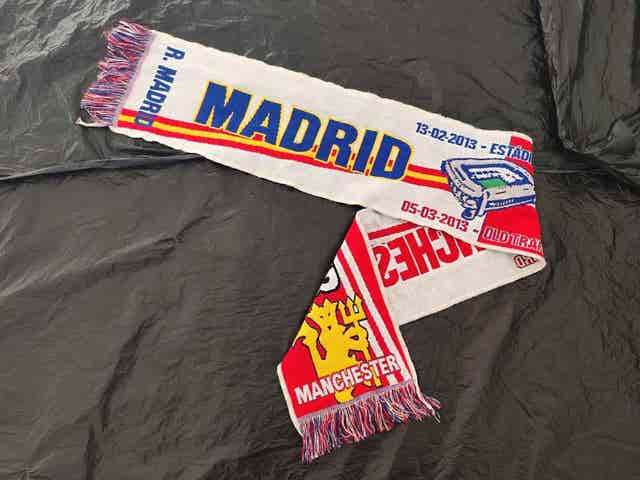 R. MADRID
MADRID
13-02-2013 - ESTADI
05-03-2013 - OLD TRA
MANCHESTER